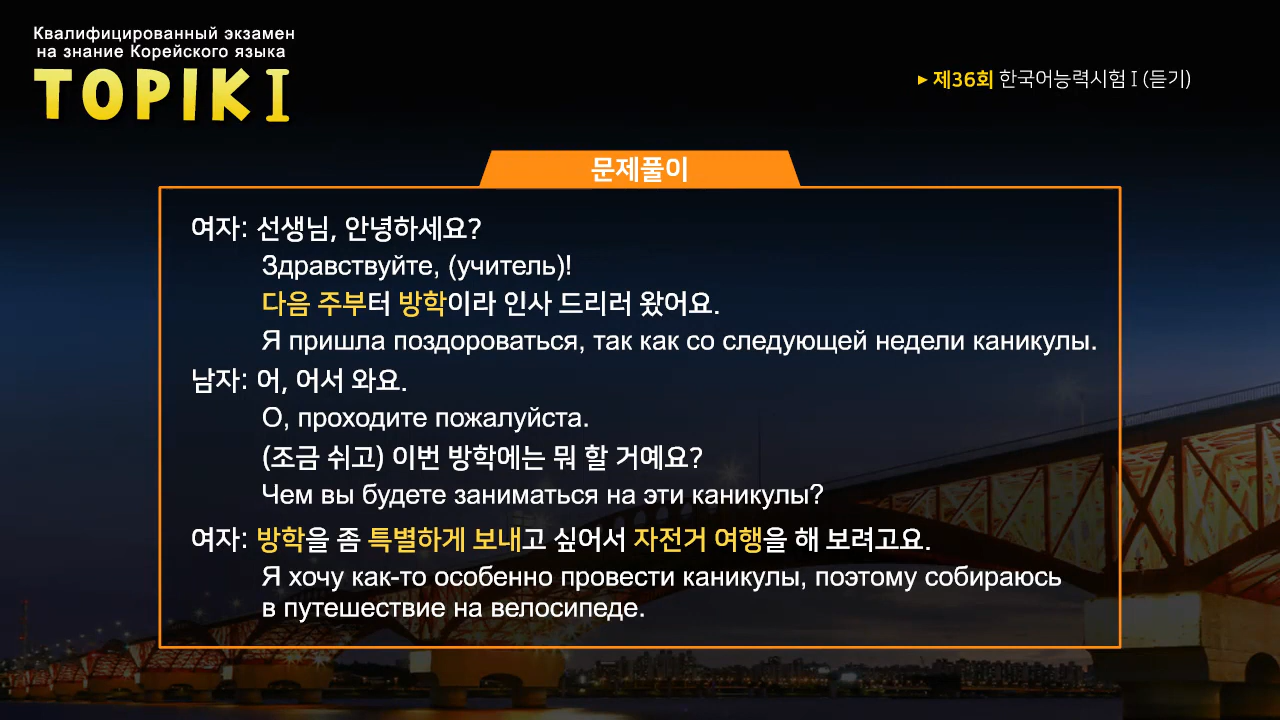 Квалифицированный экзамен
на знание Корейского языка
TOPIK I
▸ 제36회 한국어능력시험 I (듣기)
문제풀이
여자: 선생님, 안녕하세요?
Здравствуйте, (учитель)!
다음 주부터 방학이라 인사 드리러 왔어요.
Я пришла поздороваться, так как со следующей недели каникулы.
남자: 어, 어서 와요.
О, проходите пожалуйста.
(조금 쉬고) 이번 방학에는 뭐 할 거예요?
Чем вы будете заниматься на эти каникулы?
여자: 방학을 좀 특별하게 보내고 싶어서 자전거 여행을 해 보려고요.
Я хочу как-то особенно провести каникулы, поэтому собираюсь
в путешествие на велосипеде.